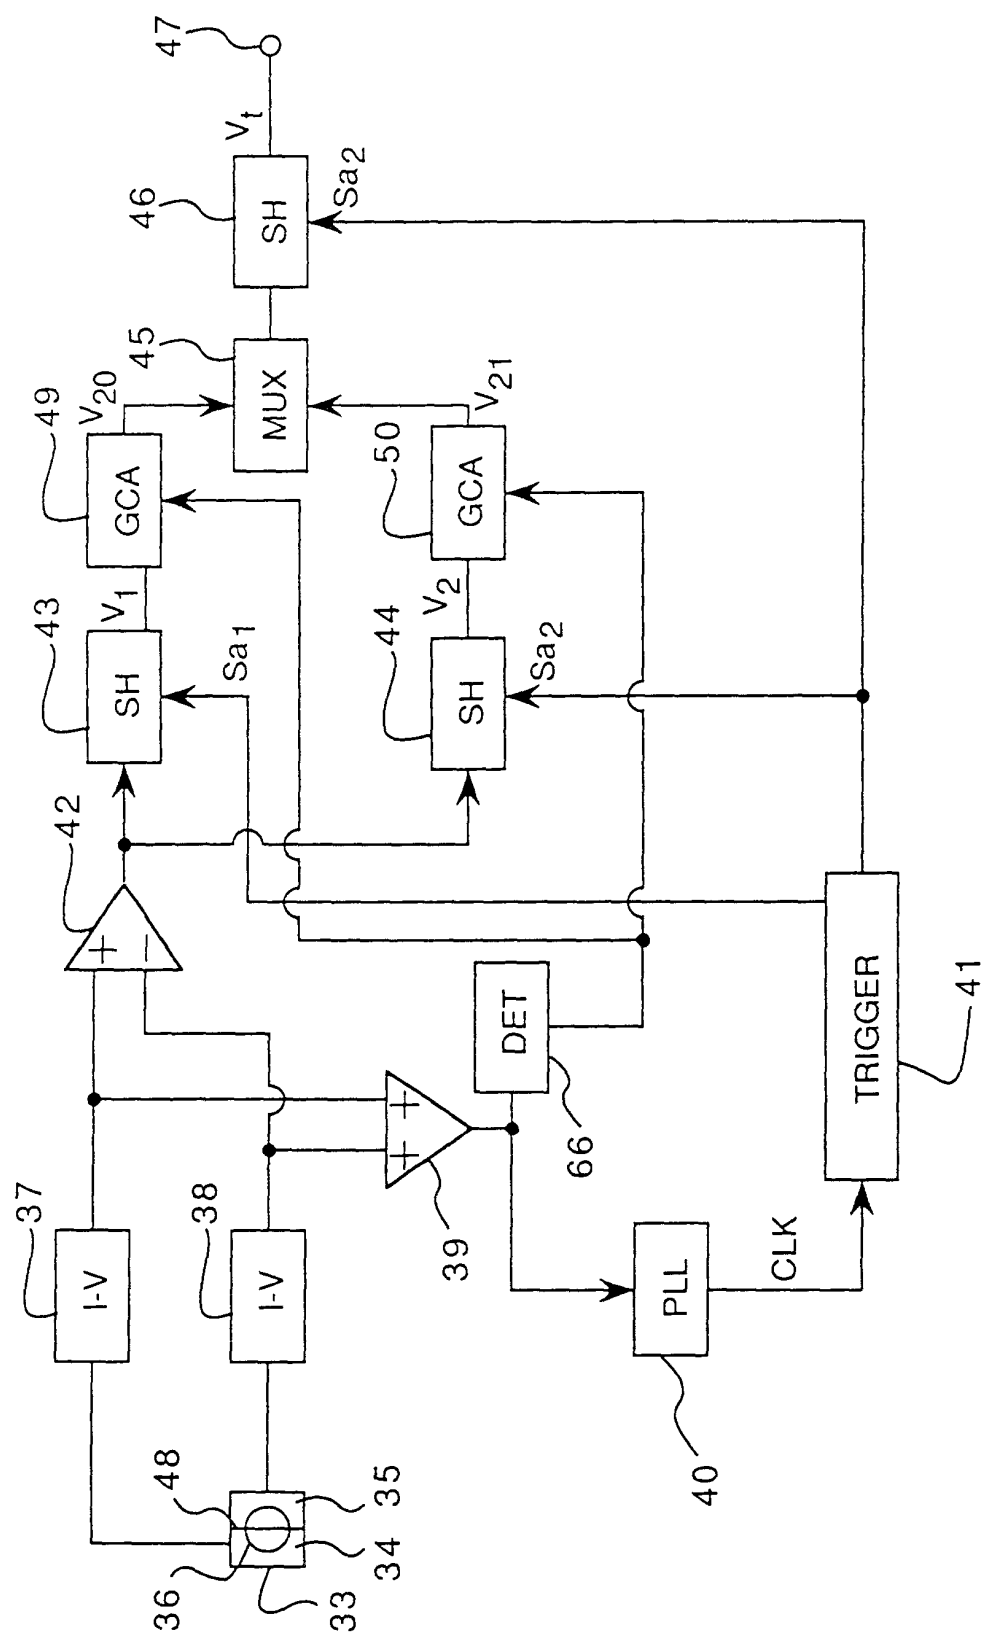 47
Vt
46
SH
Sa2
45
MUX
V20
49
GCA
V21
50
GCA
V1
43
SH
Sa1
V2
44
SH
Sa2
42
+
−
DET
66
TRIGGER
41
37
I-V
38
I-V
+
+
39
PLL
CLK
40
48
35
36
34
33